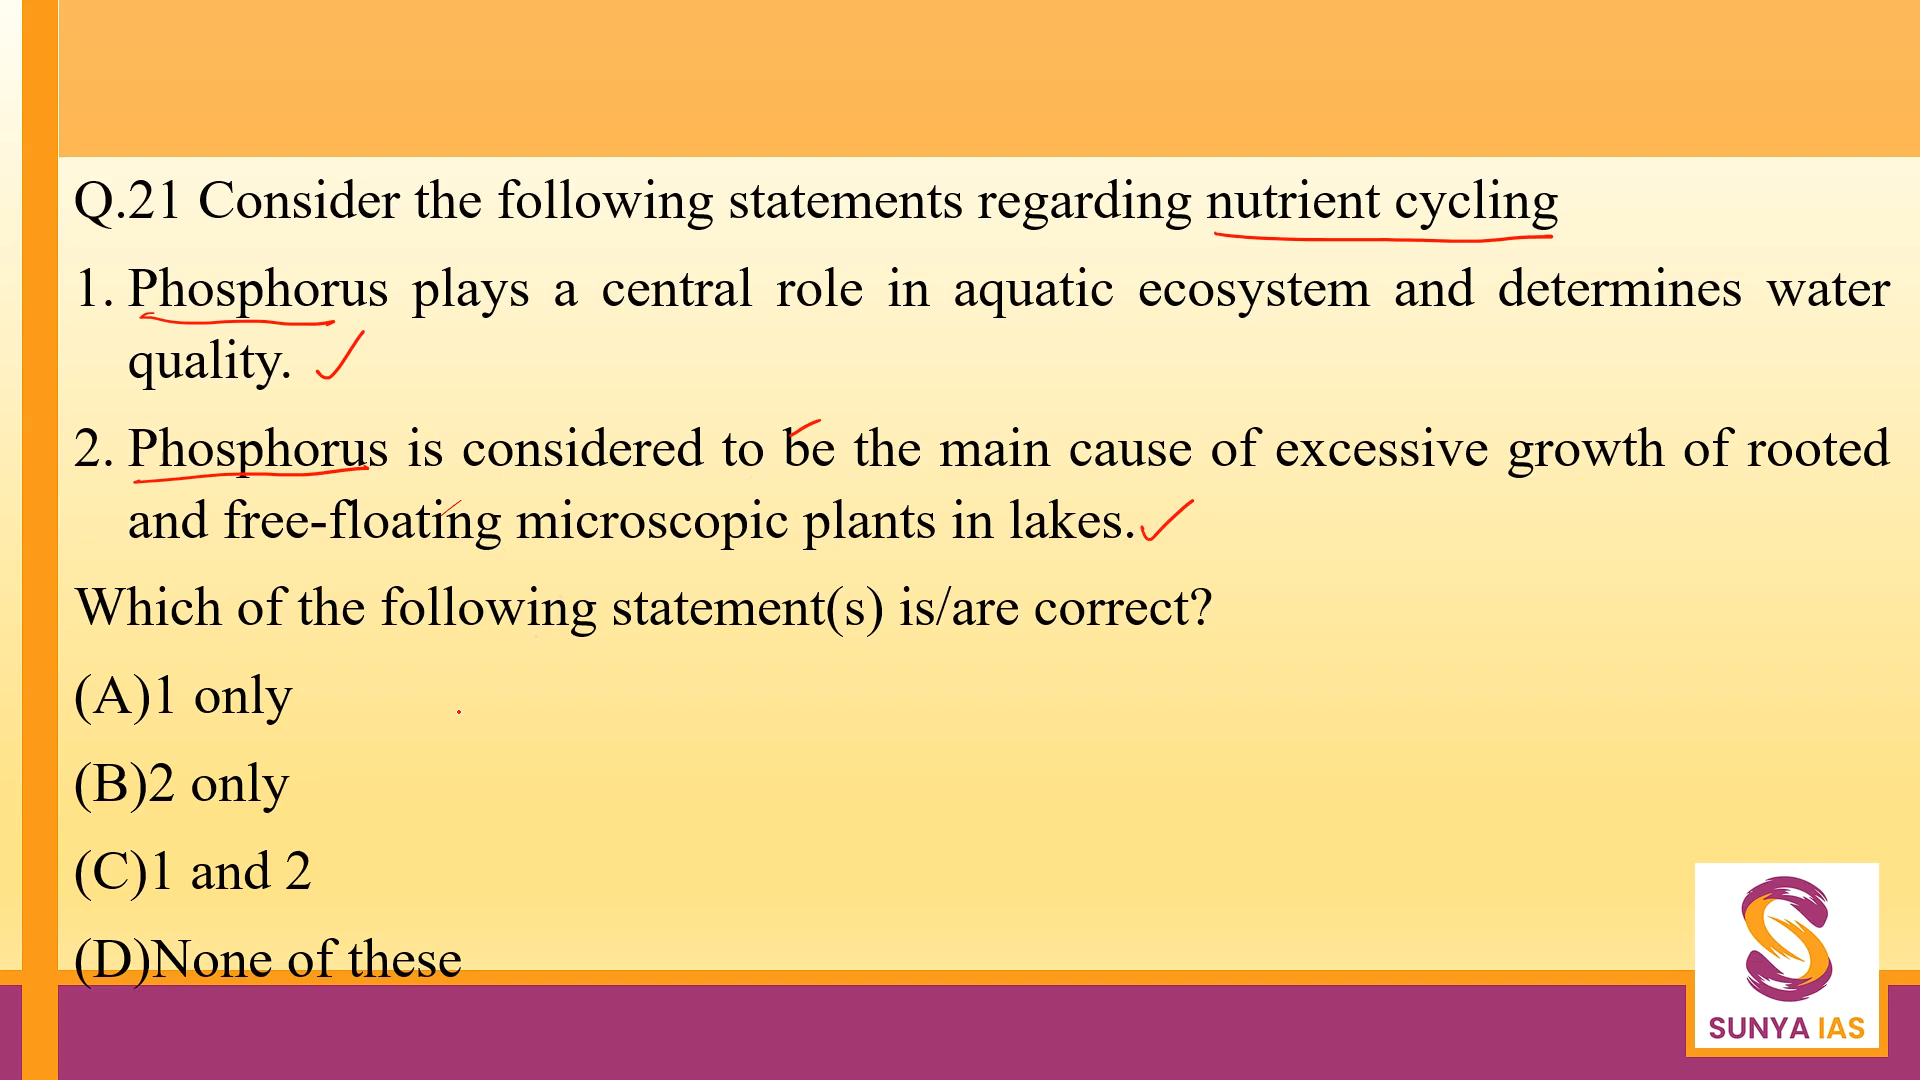 Q.21 Consider the following statements regarding nutrient cycling
1. Phosphorus plays a central role in aquatic ecosystem and determines water
quality.
2. Phosphorus is considered to be the main cause of excessive growth of rooted
and free-floating microscopic plants in lakes.
Which of the following statement(s) is/are correct?
(A)1 only
(B)2 only
(C)1 and 2
(D)None of these
SUNYA IAS